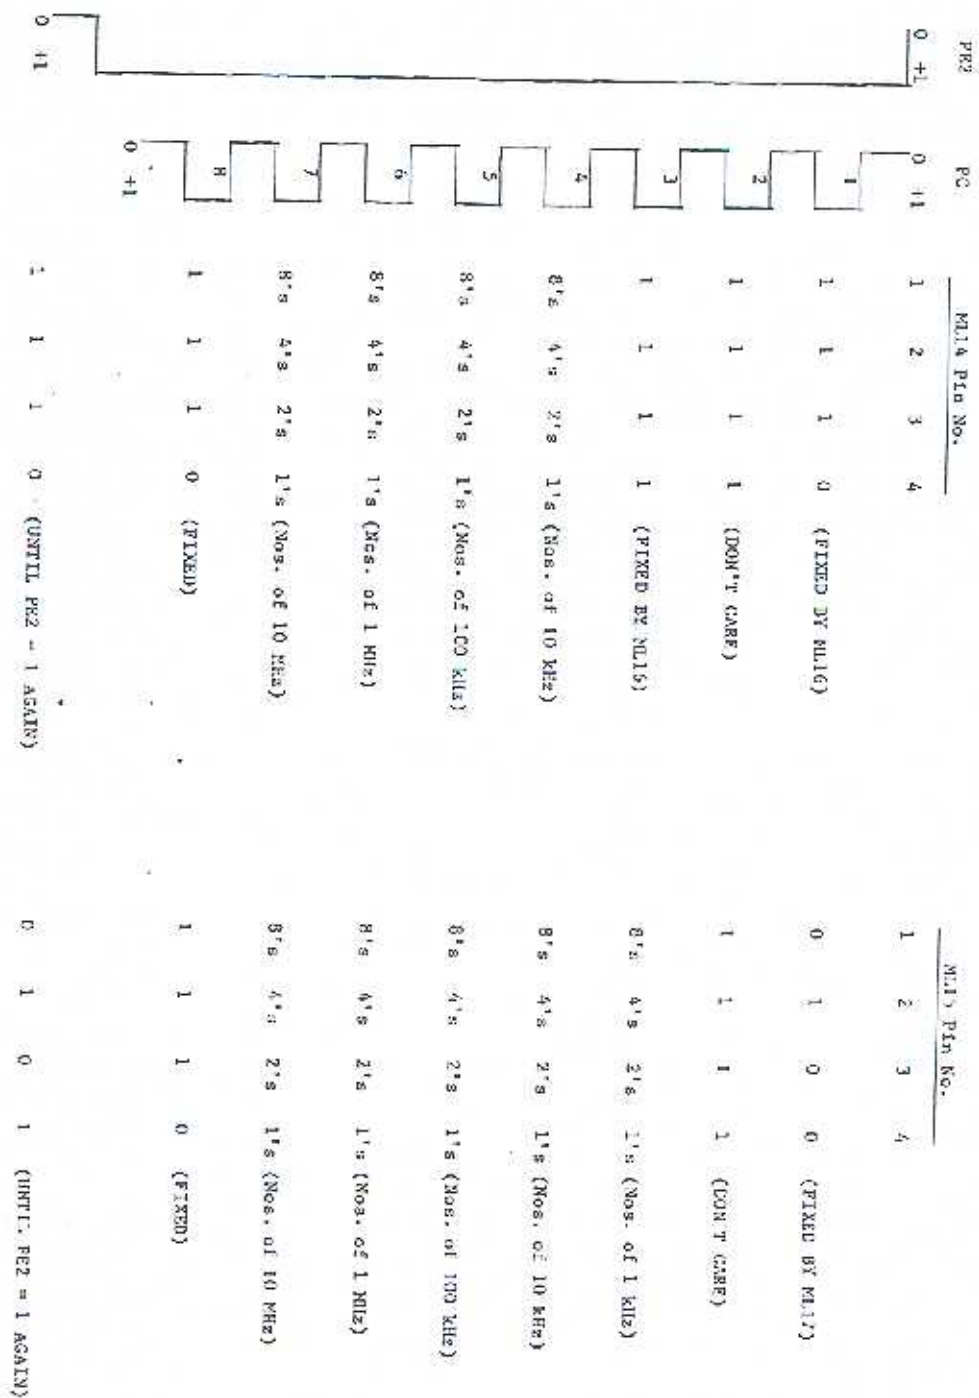 PE2 PC ML14 Pin No. ML15 Pin No.
0 +1 0 +1 1 2 3 4 1 2 3 4
1 1 1 1 0 (FIXED BY ML16) 0 1 0 0 (FIXED BY ML17)
2 1 1 1 1 (DON'T CARE) 1 1 1 1 (DON'T CARE)
3 1 1 1 1 (FIXED BY ML16) 8's 4's 2's 1's (Nos. of 1 kHz)
4 8's 4's 2's 1's (Nos. of 10 kHz) 8's 4's 2's 1's (Nos. of 10 kHz)
5 8's 4's 2's 1's (Nos. of 100 kHz) 8's 4's 2's 1's (Nos. of 100 kHz)
6 8's 4's 2's 1's (Nos. of 1 MHz) 8's 4's 2's 1's (Nos. of 1 MHz)
7 8's 4's 2's 1's (Nos. of 10 MHz) 8's 4's 2's 1's (Nos. of 10 MHz)
8 1 1 1 0 (FIXED) 1 1 1 0 (FIXED)
0 +1
0 +1 1 1 1 0 (UNTIL PE2 = 1 AGAIN) 0 1 0 1 (UNTIL PE2 = 1 AGAIN)